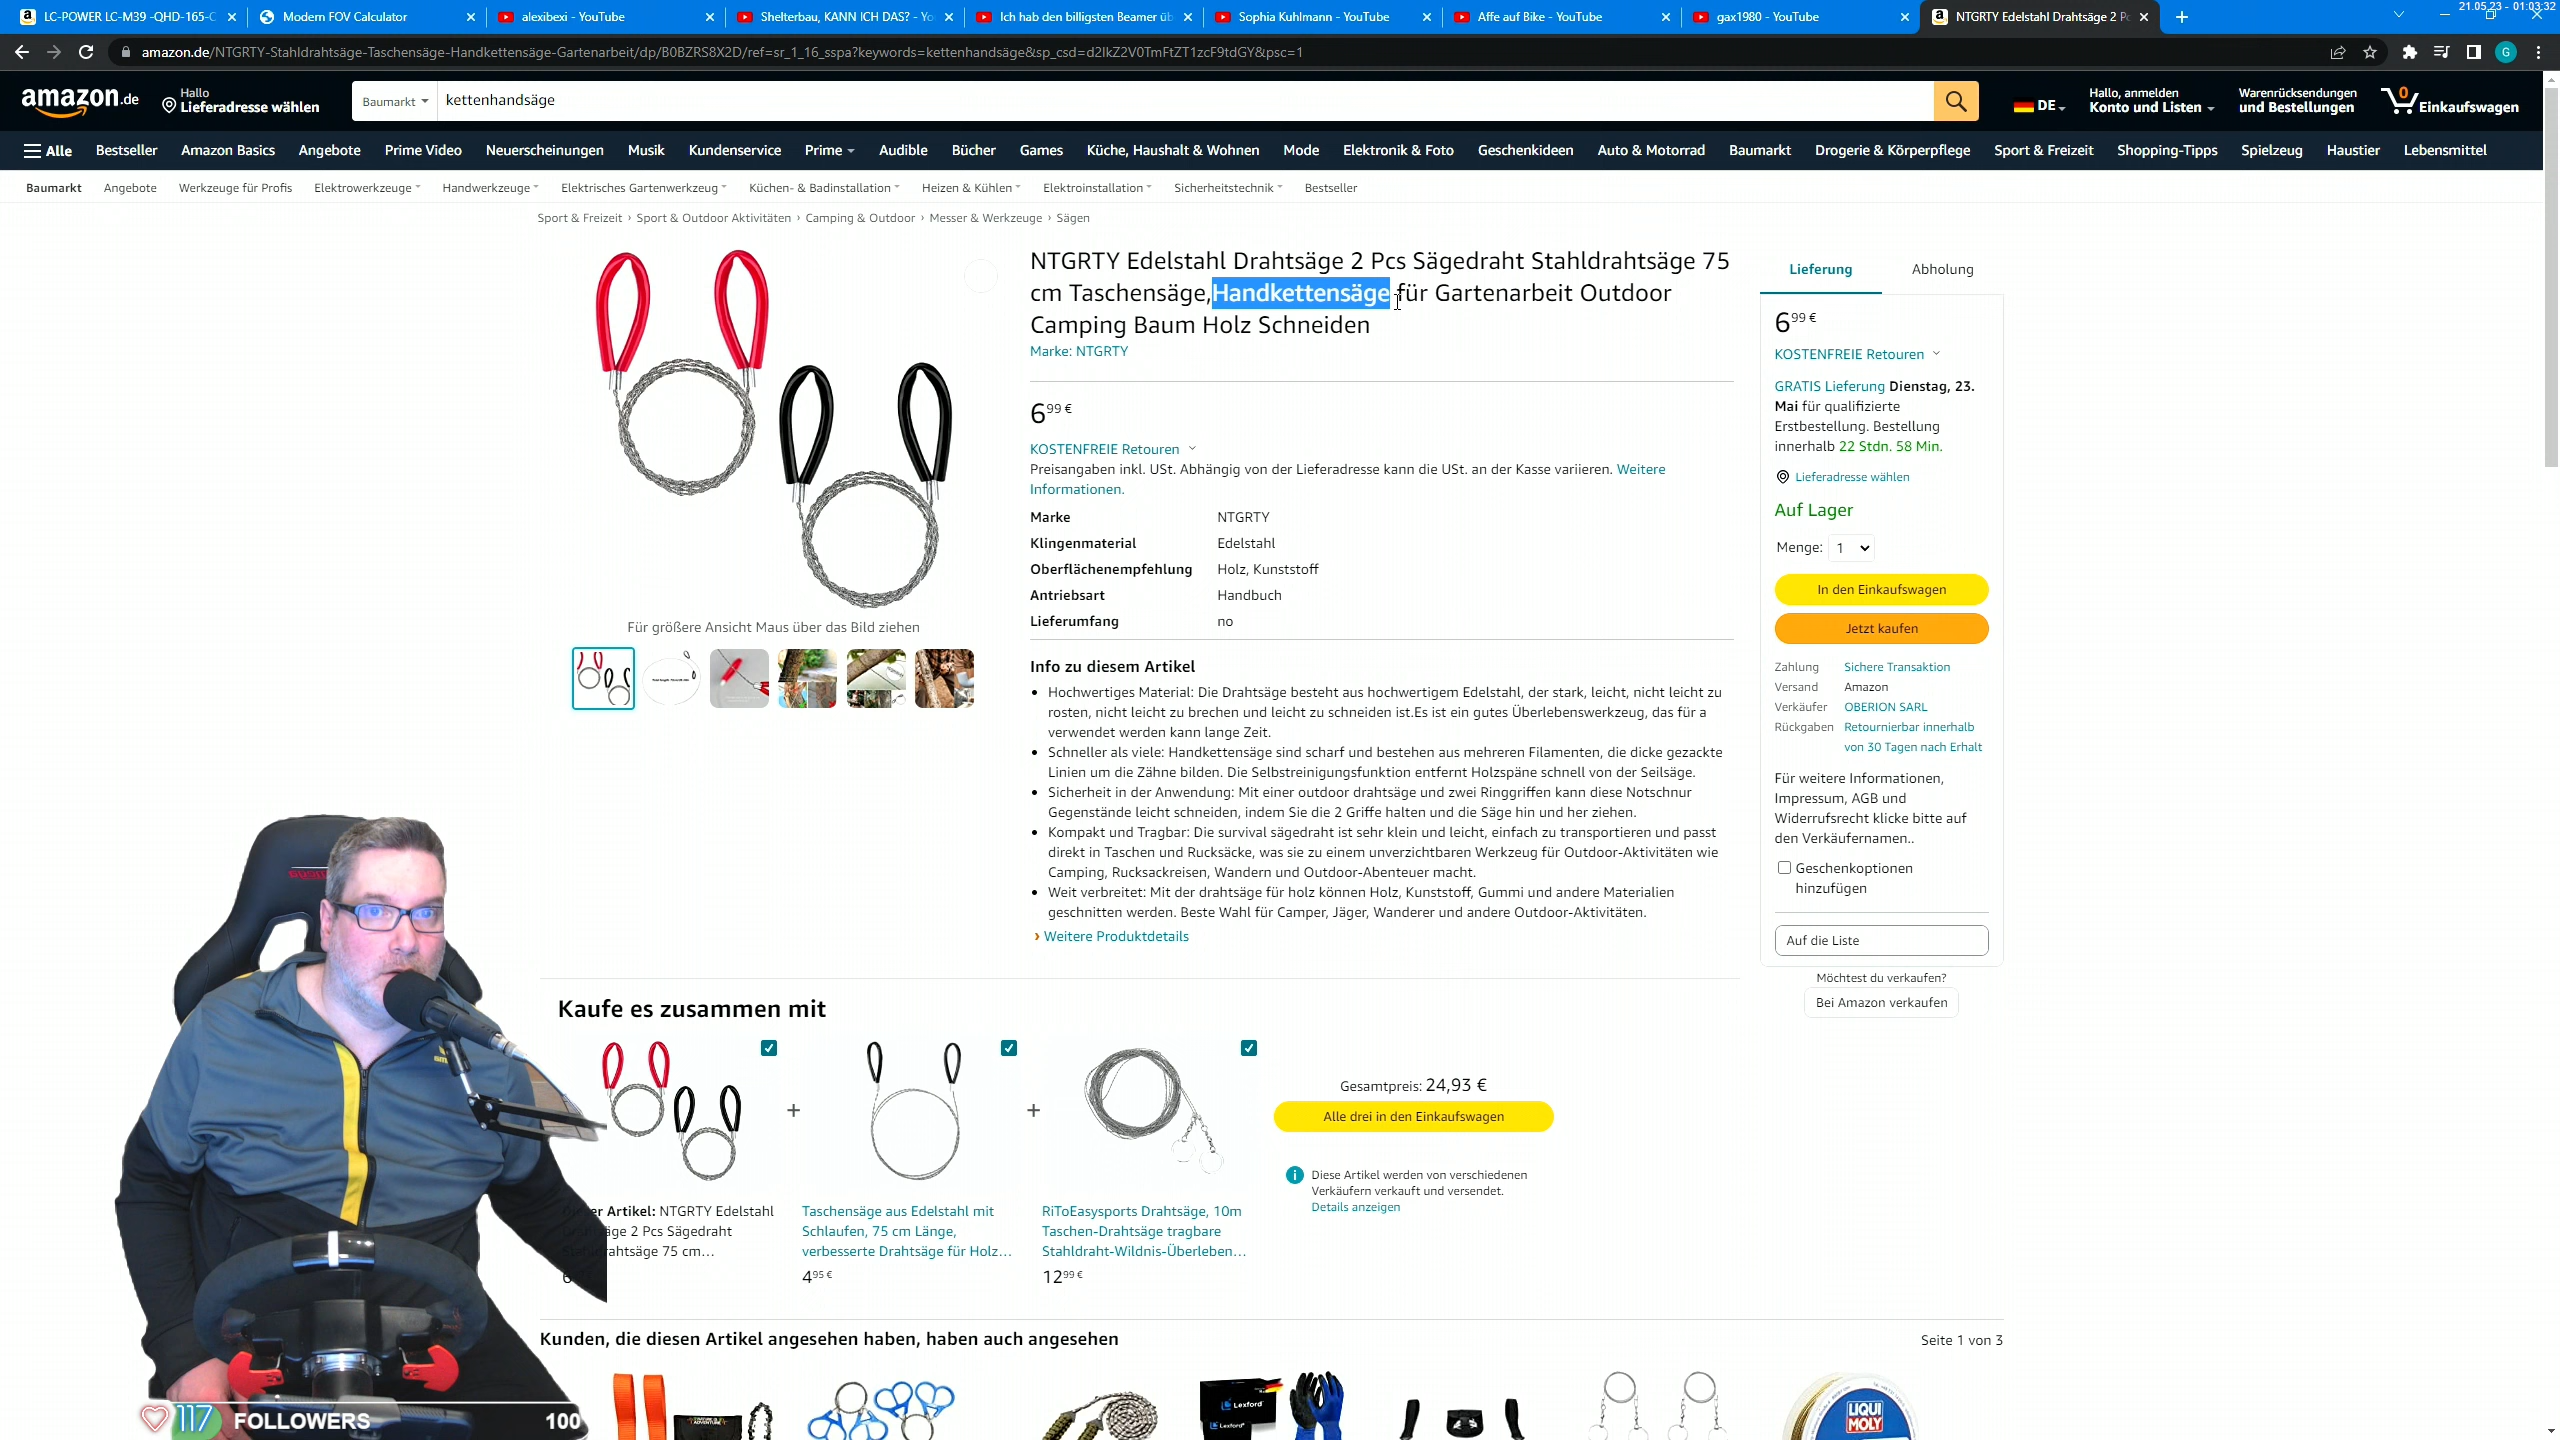 21.05.23 - 01:03:32
LC-POWER LC-M39 -QHD-165-C
Modern FOV Calculator
alexibexi - YouTube
Shelterbau, KANN ICH DAS? - Yo
Ich hab den billigsten Beamer üb
Sophia Kuhlmann - YouTube
Affe auf Bike - YouTube
gax1980 - YouTube
NTGRTY Edelstahl Drahtsäge 2 Pc
amazon.de/NTGRTY-Stahldrahtsäge-Taschensäge-Handkettensäge-Gartenarbeit/dp/B0BZRS8X2D/ref=sr_1_16_sspa?keywords=kettenhandsäge&sp_csd=d2lkZ2V0TmFtZT1zcF9tdGY&psc=1
G
amazon.de
Hallo
Lieferadresse wählen
Baumarkt
kettenhandsäge
DE
Hallo, anmelden
Konto und Listen
Warenrücksendungen
und Bestellungen
0
Einkaufswagen
Alle
Bestseller
Amazon Basics
Angebote
Prime Video
Neuerscheinungen
Musik
Kundenservice
Prime
Audible
Bücher
Games
Küche, Haushalt & Wohnen
Mode
Elektronik & Foto
Geschenkideen
Auto & Motorrad
Baumarkt
Drogerie & Körperpflege
Sport & Freizeit
Shopping-Tipps
Spielzeug
Haustier
Lebensmittel
Baumarkt
Angebote
Werkzeuge für Profis
Elektrowerkzeuge
Handwerkzeuge
Elektrisches Gartenwerkzeug
Küchen- & Badinstallation
Heizen & Kühlen
Elektroinstallation
Sicherheitstechnik
Bestseller
Sport & Freizeit › Sport & Outdoor Aktivitäten › Camping & Outdoor › Messer & Werkzeuge › Sägen
NTGRTY Edelstahl Drahtsäge 2 Pcs Sägedraht Stahldrahtsäge 75
cm Taschensäge,Handkettensäge für Gartenarbeit Outdoor
Camping Baum Holz Schneiden
Marke: NTGRTY
6 99 €
KOSTENFREIE Retouren
Preisangaben inkl. USt. Abhängig von der Lieferadresse kann die USt. an der Kasse variieren. Weitere
Informationen.
Marke NTGRTY
Klingenmaterial Edelstahl
Oberflächenempfehlung Holz, Kunststoff
Antriebsart Handbuch
Lieferumfang no
Für größere Ansicht Maus über das Bild ziehen
Info zu diesem Artikel
Hochwertiges Material: Die Drahtsäge besteht aus hochwertigem Edelstahl, der stark, leicht, nicht leicht zu
rosten, nicht leicht zu brechen und leicht zu schneiden ist.Es ist ein gutes Überlebenswerkzeug, das für a
verwendet werden kann lange Zeit.
Schneller als viele: Handkettensäge sind scharf und bestehen aus mehreren Filamenten, die dicke gezackte
Linien um die Zähne bilden. Die Selbstreinigungsfunktion entfernt Holzspäne schnell von der Seilsäge.
Sicherheit in der Anwendung: Mit einer outdoor drahtsäge und zwei Ringgriffen kann diese Notschnur
Gegenstände leicht schneiden, indem Sie die 2 Griffe halten und die Säge hin und her ziehen.
Kompakt und Tragbar: Die survival sägedraht ist sehr klein und leicht, einfach zu transportieren und passt
direkt in Taschen und Rucksäcke, was sie zu einem unverzichtbaren Werkzeug für Outdoor-Aktivitäten wie
Camping, Rucksackreisen, Wandern und Outdoor-Abenteuer macht.
Weit verbreitet: Mit der drahtsäge für holz können Holz, Kunststoff, Gummi und andere Materialien
geschnitten werden. Beste Wahl für Camper, Jäger, Wanderer und andere Outdoor-Aktivitäten.
› Weitere Produktdetails
Lieferung
Abholung
6 99 €
KOSTENFREIE Retouren
GRATIS Lieferung Dienstag, 23.
Mai für qualifizierte
Erstbestellung. Bestellung
innerhalb 22 Stdn. 58 Min.
Lieferadresse wählen
Auf Lager
Menge: 1
In den Einkaufswagen
Jetzt kaufen
Zahlung Sichere Transaktion
Versand Amazon
Verkäufer OBERION SARL
Rückgaben Retournierbar innerhalb
von 30 Tagen nach Erhalt
Für weitere Informationen,
Impressum, AGB und
Widerrufsrecht klicke bitte auf
den Verkäufernamen..
Geschenkoptionen
hinzufügen
Auf die Liste
Möchtest du verkaufen?
Bei Amazon verkaufen
Kaufe es zusammen mit
+
+
Gesamtpreis: 24,93 €
Alle drei in den Einkaufswagen
Diese Artikel werden von verschiedenen
Verkäufern verkauft und versendet.
Details anzeigen
er Artikel: NTGRTY Edelstahl
äge 2 Pcs Sägedraht
ahtsäge 75 cm…
6
Taschensäge aus Edelstahl mit
Schlaufen, 75 cm Länge,
verbesserte Drahtsäge für Holz…
4 95 €
RiToEasysports Drahtsäge, 10m
Taschen-Drahtsäge tragbare
Stahldraht-Wildnis-Überleben…
12 99 €
Kunden, die diesen Artikel angesehen haben, haben auch angesehen
Seite 1 von 3
Lexford
Lexford
LIQUI
MOLY
117 FOLLOWERS 100